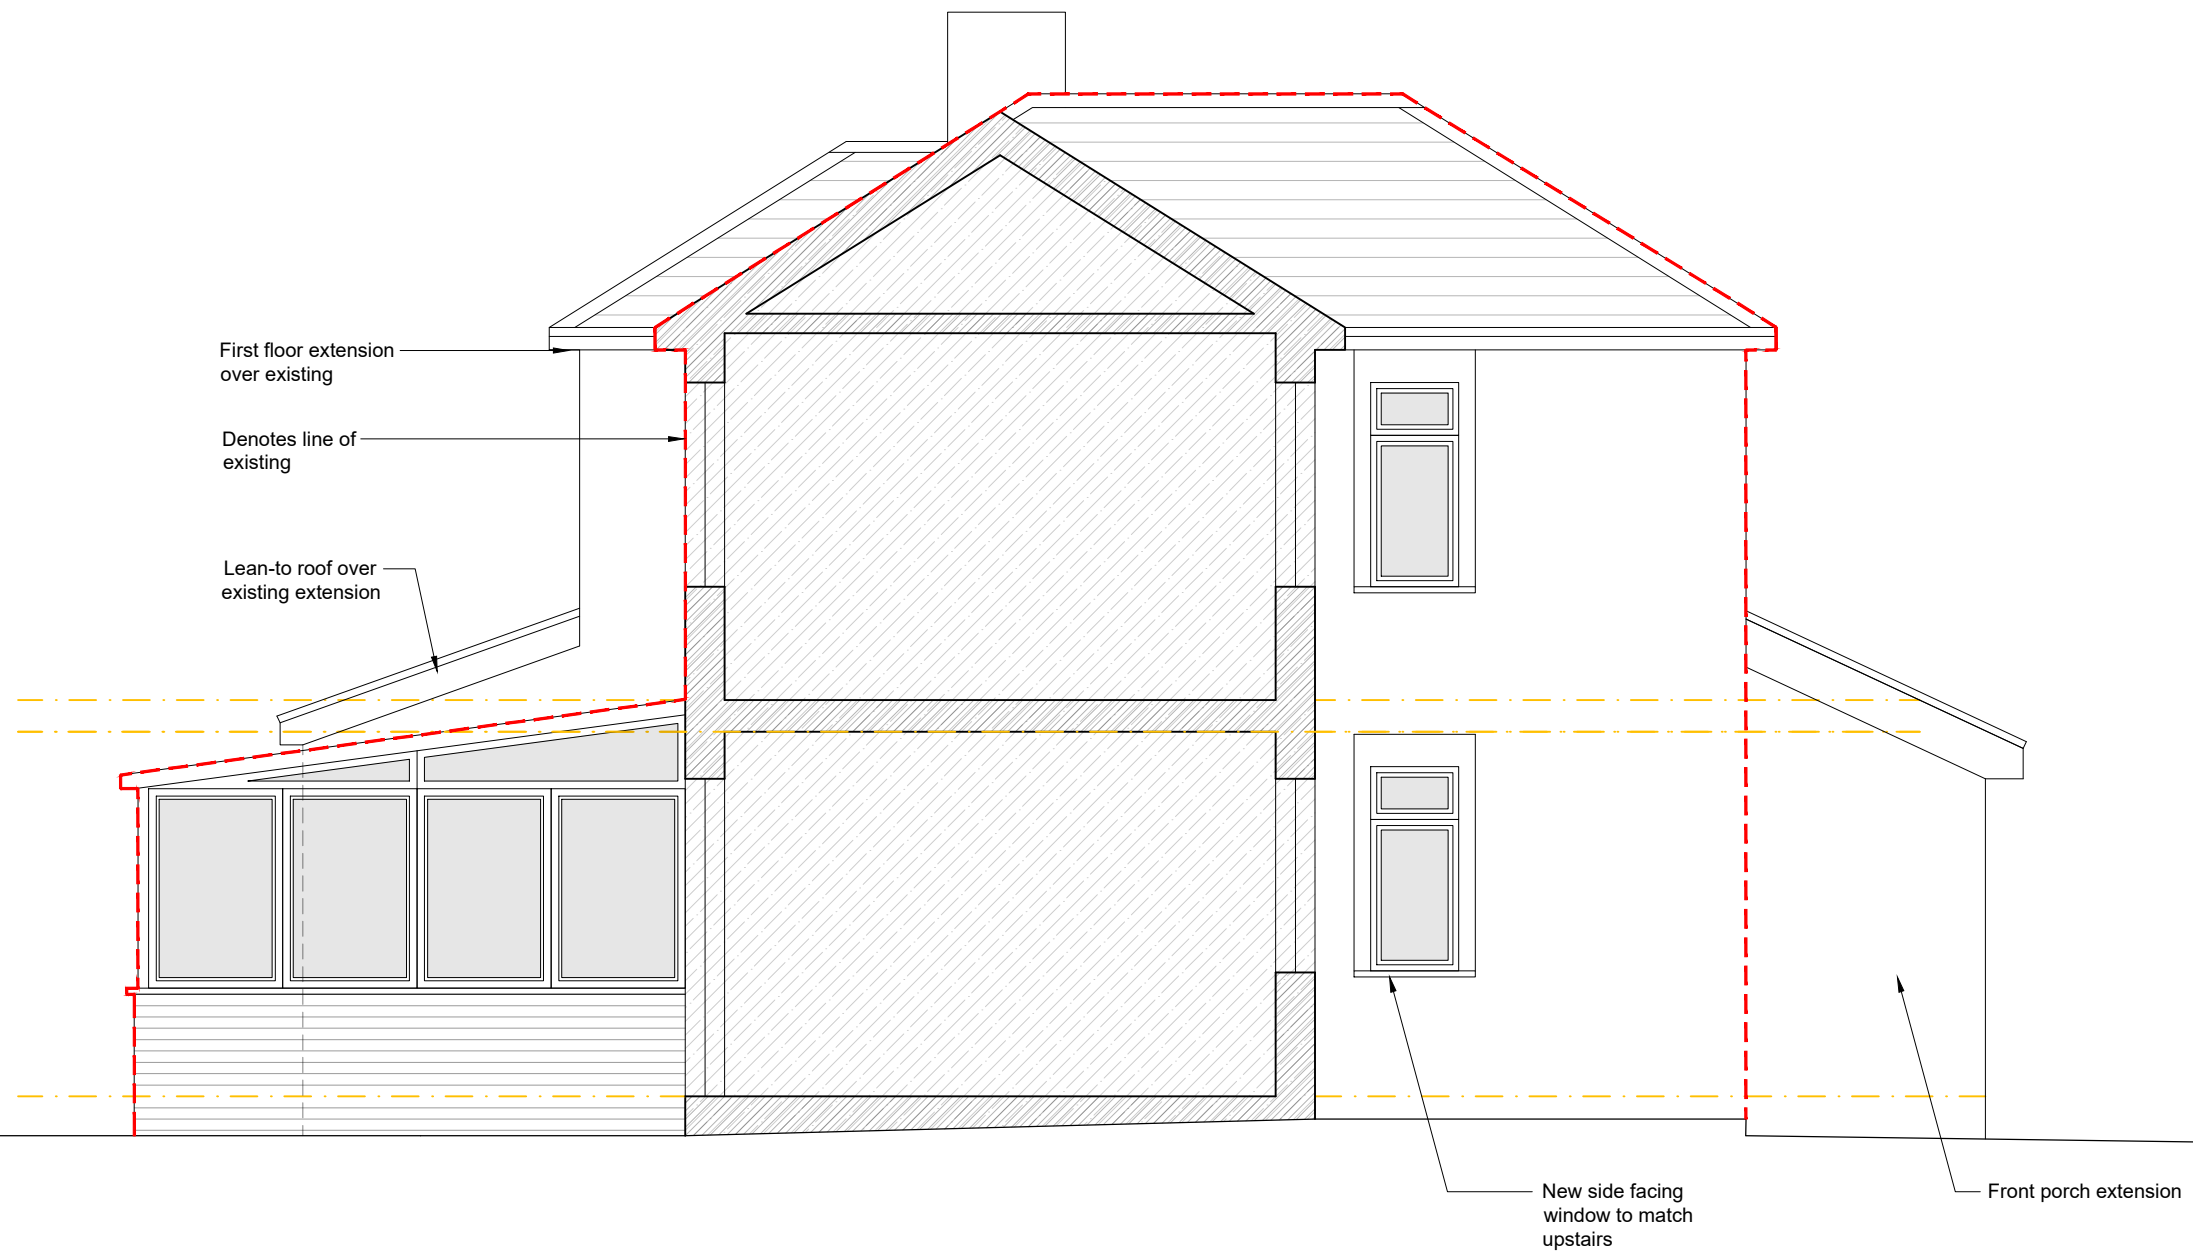 First floor extension
over existing
Denotes line of
existing
Lean-to roof over
existing extension
New side facing
window to match
upstairs
Front porch extension